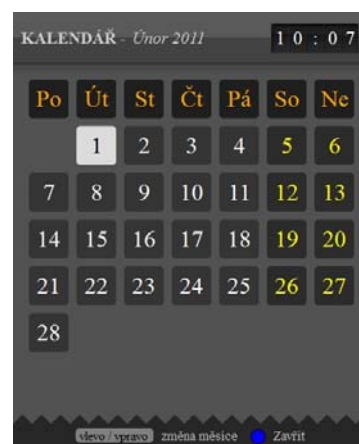 KALENDÁŘ - Únor 2011 10:07
Po Út St Čt Pá So Ne
1 2 3 4 5 6
7 8 9 10 11 12 13
14 15 16 17 18 19 20
21 22 23 24 25 26 27
28
vlevo / vpravo změna měsíce Zavřít